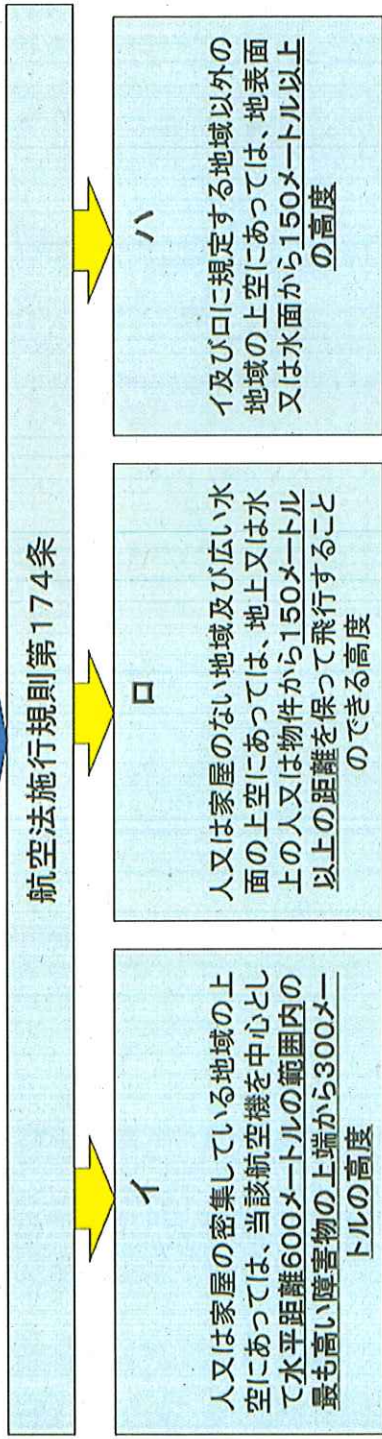 航空法施行規則第174条
イ
人又は家屋の密集している地域の上
空にあっては、当該航空機を中心とし
て水平距離600メートルの範囲内の
最も高い障害物の上端から300メー
トルの高度
ロ
人又は家屋のない地域及び広い水
面の上空にあっては、地上又は水
上の人又は物件から150メートル
以上の距離を保って飛行すること
のできる高度
ハ
イ及びロに規定する地域以外の
地域の上空にあっては、地表面
又は水面から150メートル以上
の高度